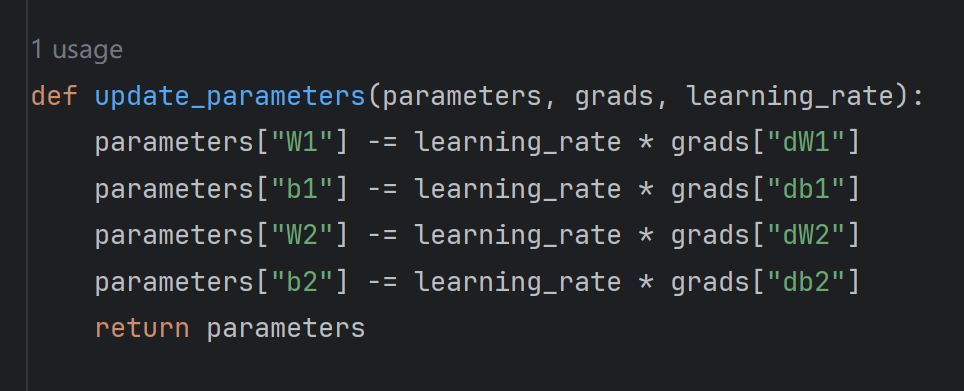 1 usage
def update_parameters(parameters, grads, learning_rate):
    parameters["W1"] -= learning_rate * grads["dW1"]
    parameters["b1"] -= learning_rate * grads["db1"]
    parameters["W2"] -= learning_rate * grads["dW2"]
    parameters["b2"] -= learning_rate * grads["db2"]
    return parameters